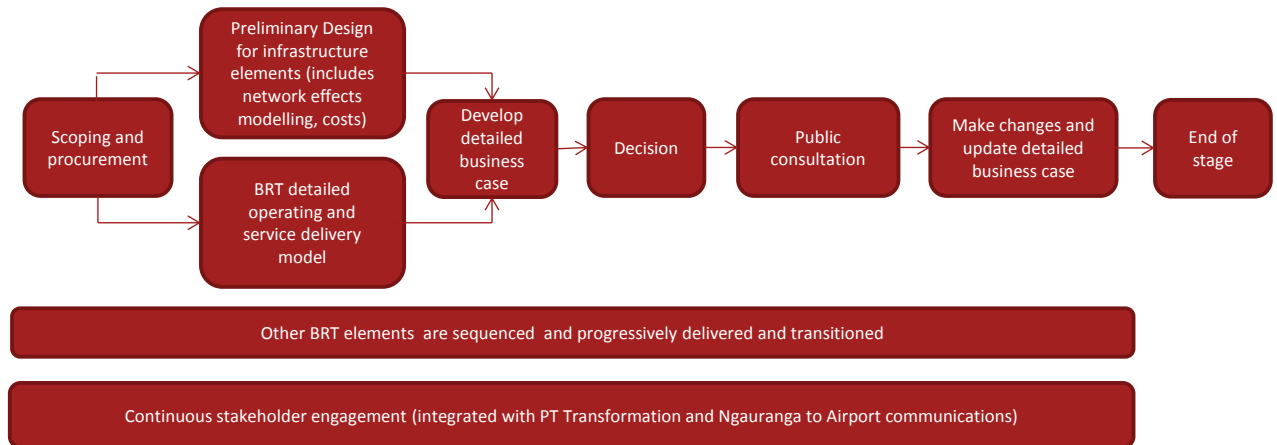 Preliminary Design
for infrastructure
elements (includes
network effects
modelling, costs)
Scoping and
procurement
BRT detailed
operating and
service delivery
model
Develop
detailed
business
case
Decision
Public
consultation
Make changes and
update detailed
business case
End of
stage
Other BRT elements  are sequenced  and progressively delivered and transitioned
Continuous stakeholder engagement (integrated with PT Transformation and Ngauranga to Airport communications)